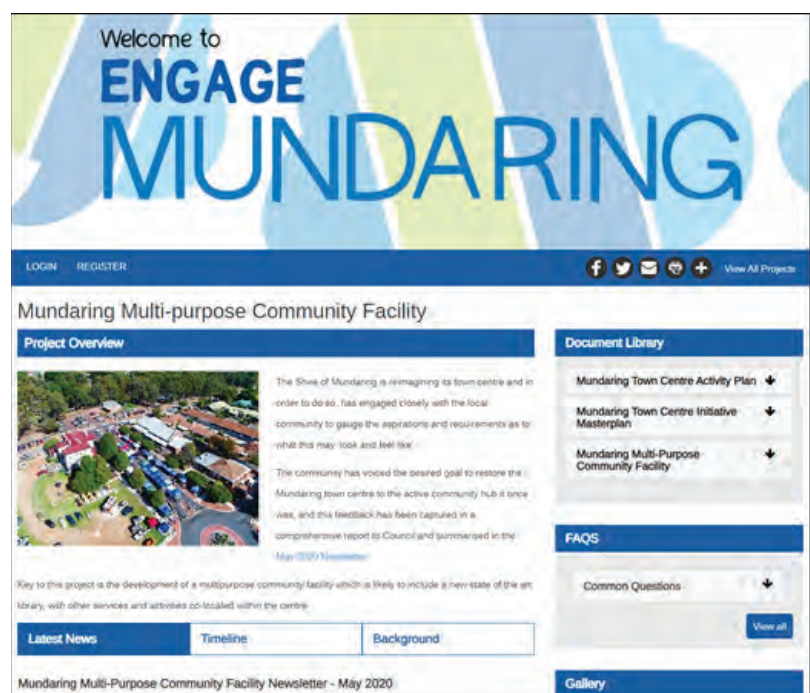 Welcome to
ENGAGE
MUNDARING
LOGIN REGISTER
View All Projects
Mundaring Multi-purpose Community Facility
Project Overview
The Shire of Mundaring is reimagining its town centre and in
order to do so, has engaged closely with the local
community to gauge the aspirations and requirements as to
what this may 'look and feel like'
The community has voiced the desired goal to restore the
Mundaring town centre to the active community hub it once
was, and this feedback has been captured in a
comprehensive report to Council and summarised in the
May 2020 Newsletter
Key to this project is the development of a multipurpose community facility which is likely to include a new state of the art
library, with other services and activities co-located within the centre.
Latest News Timeline Background
Mundaring Multi-Purpose Community Facility Newsletter - May 2020
Document Library
Mundaring Town Centre Activity Plan
Mundaring Town Centre Initiative
Masterplan
Mundaring Multi-Purpose
Community Facility
FAQS
Common Questions
View all
Gallery